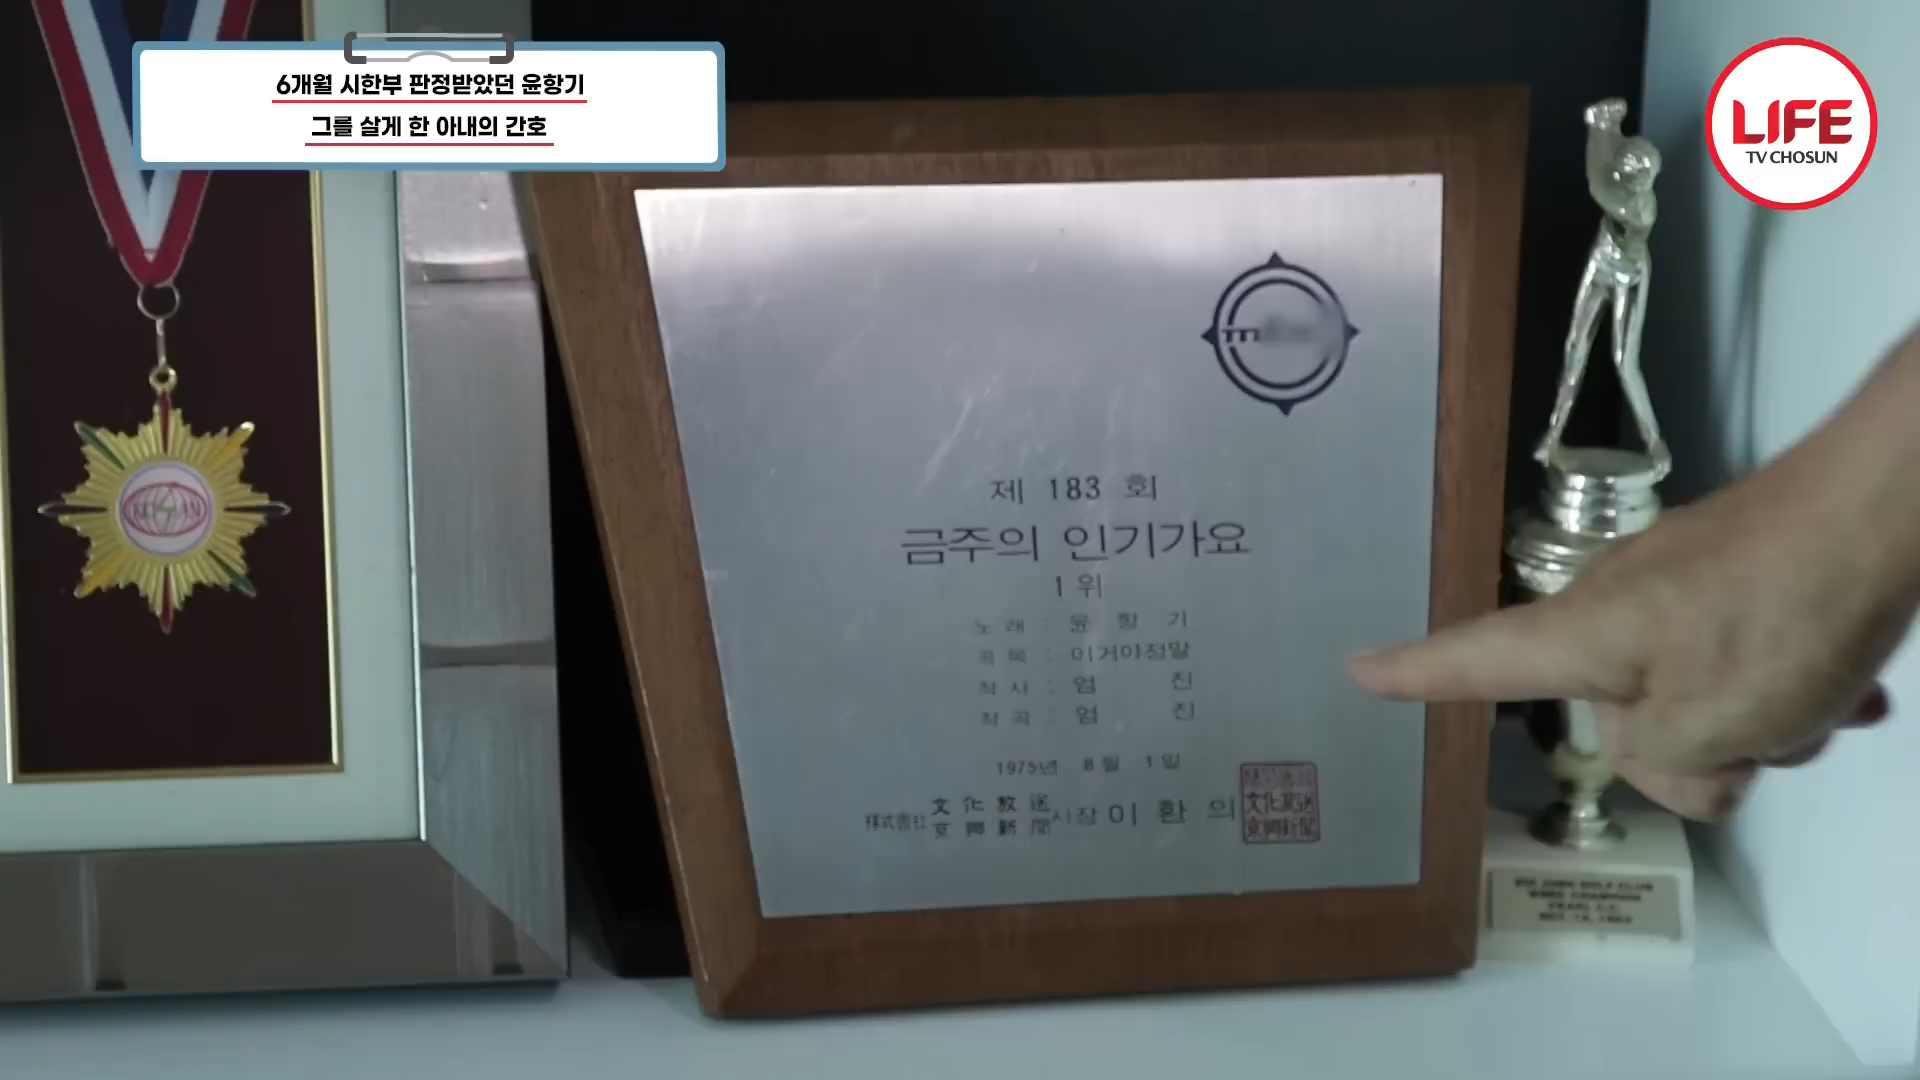 6개월 시한부 판정받았던 윤항기
그를 살게 한 아내의 간호
LIFE
TV CHOSUN
제 183 회
금주의 인기가요
1 위
노 래 : 윤 항 기
곡 목 : 이거야정말
작 사 : 엄 진
작 곡 : 엄 진
1975년 8월 1일
株式会社 文化放送 京鄕新聞 사장 이 환 의